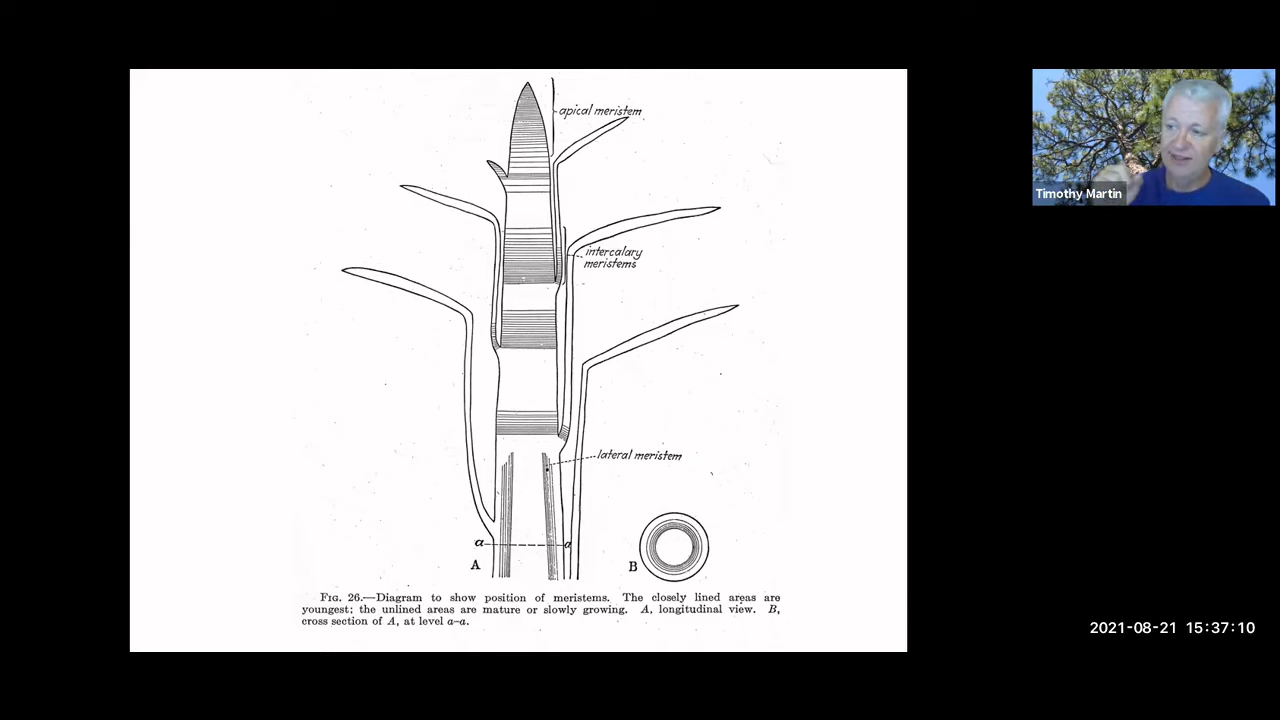 apical meristem
Timothy Martin
intercalary
meristems
lateral meristem
a
a
A
B
FIG. 26.—Diagram to show position of meristems. The closely lined areas are
youngest; the unlined areas are mature or slowly growing. A, longitudinal view. B,
cross section of A, at level a–a.
2021-08-21 15:37:10